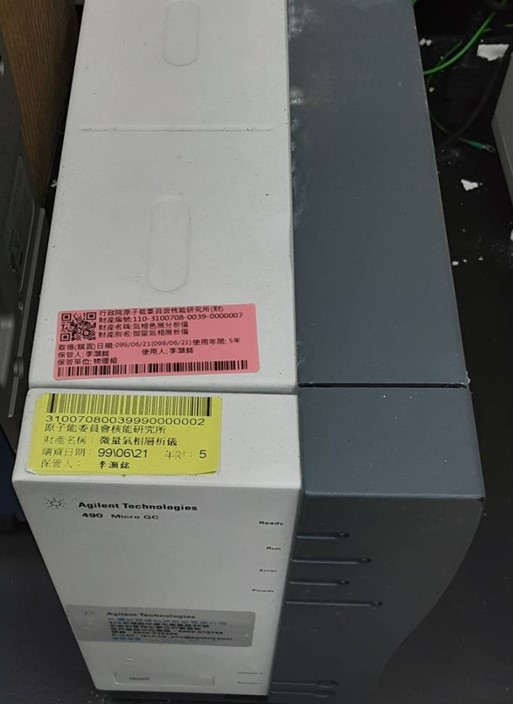 行政院原子能委員會核能研究所(財)
財產編號:110-3100708-0039-0000007
財產名稱:氣相色層分析儀
財產別名:微量氣相層析儀
取得(購置)日期:099/06/21(099/06/21)使用年限:5年
保管人:李灝銘 使用人:李灝銘
保管單位:物理組
31007080039990000002
原子能委員會核能研究所
財產名稱: 微量氣相層析儀
購買日期: 99\06\21 年限: 5
保管人: 李灝銘
Agilent Technologies
490 Micro GC
Ready
Run
Error
Power
Agilent Technologies